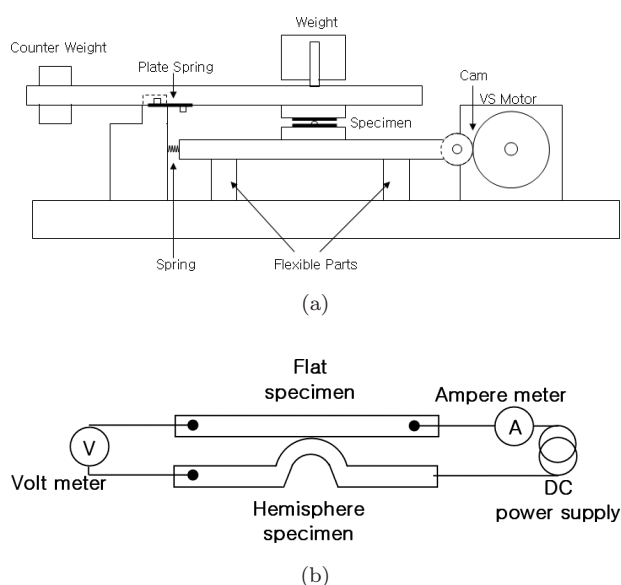 Weight
Counter Weight
Plate Spring
Cam
VS Motor
Specimen
Spring
Flexible Parts
(a)
Flat
specimen
Ampere meter
V
A
Volt meter
Hemisphere
specimen
DC
power supply
(b)